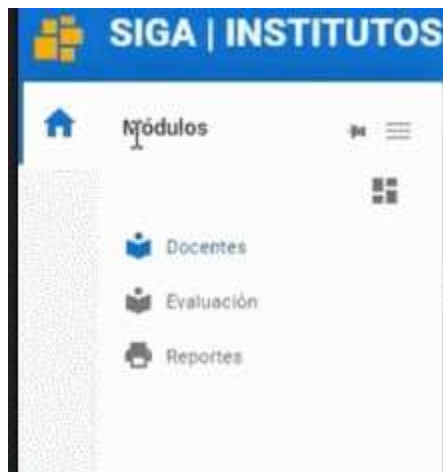 SIGA | INSTITUTOS
Módulos
Docentes
Evaluación
Reportes